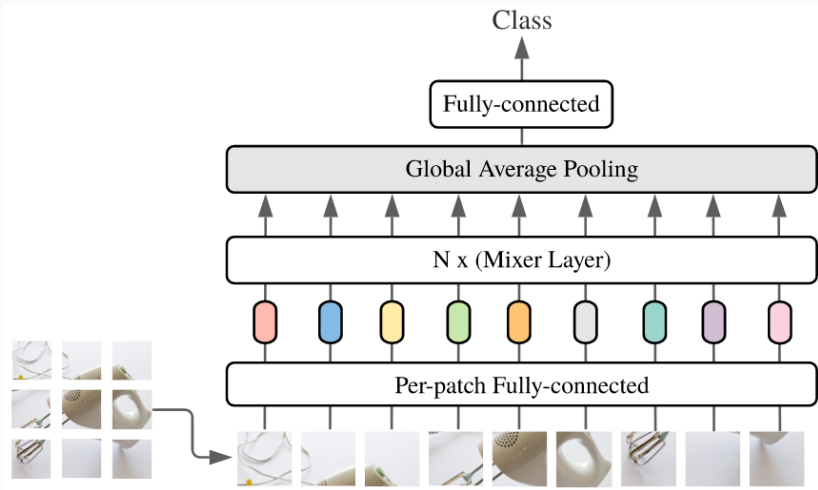 Class
Fully-connected
Global Average Pooling
N x (Mixer Layer)
Per-patch Fully-connected